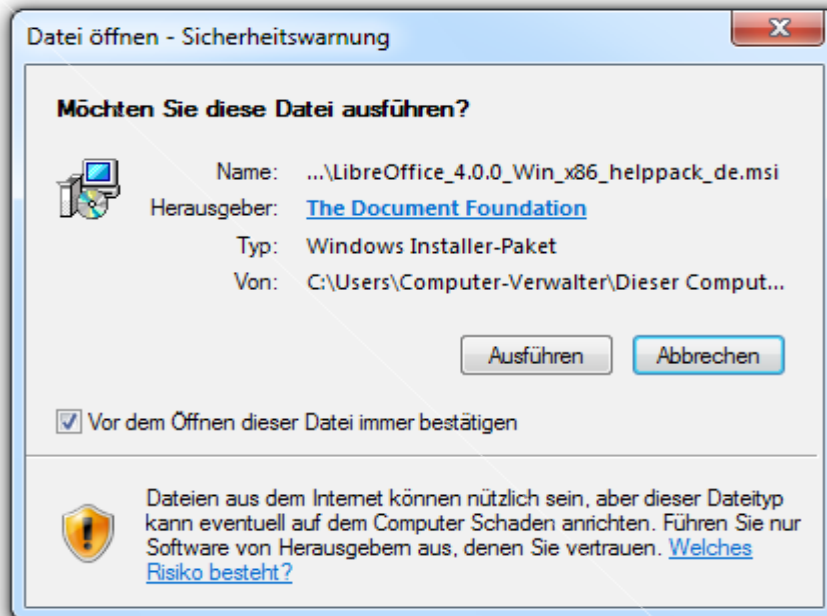 Datei öffnen - Sicherheitswarnung
Möchten Sie diese Datei ausführen?
Name: ...\LibreOffice_4.0.0_Win_x86_helppack_de.msi
Herausgeber: The Document Foundation
Typ: Windows Installer-Paket
Von: C:\Users\Computer-Verwalter\Dieser Comput...
Ausführen Abbrechen
Vor dem Öffnen dieser Datei immer bestätigen
Dateien aus dem Internet können nützlich sein, aber dieser Dateityp
kann eventuell auf dem Computer Schaden anrichten. Führen Sie nur
Software von Herausgebern aus, denen Sie vertrauen. Welches
Risiko besteht?